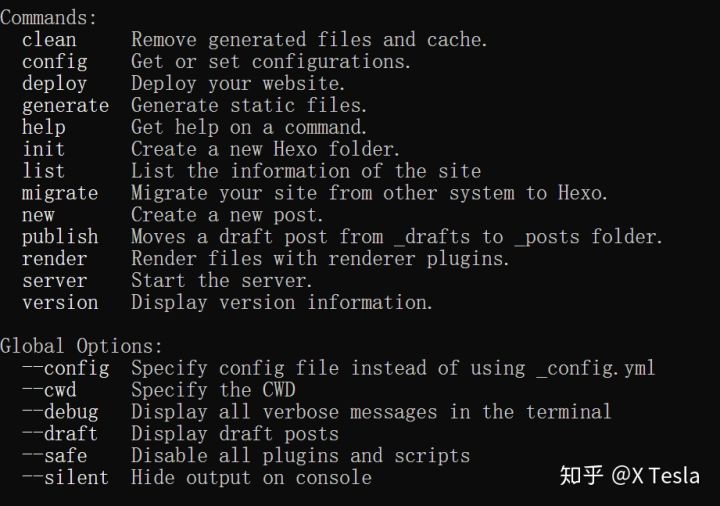 Commands:
  clean     Remove generated files and cache.
  config    Get or set configurations.
  deploy    Deploy your website.
  generate  Generate static files.
  help      Get help on a command.
  init      Create a new Hexo folder.
  list      List the information of the site
  migrate   Migrate your site from other system to Hexo.
  new       Create a new post.
  publish   Moves a draft post from _drafts to _posts folder.
  render    Render files with renderer plugins.
  server    Start the server.
  version   Display version information.

Global Options:
  --config  Specify config file instead of using _config.yml
  --cwd     Specify the CWD
  --debug   Display all verbose messages in the terminal
  --draft   Display draft posts
  --safe    Disable all plugins and scripts
  --silent  Hide output on console
知乎 @X Tesla